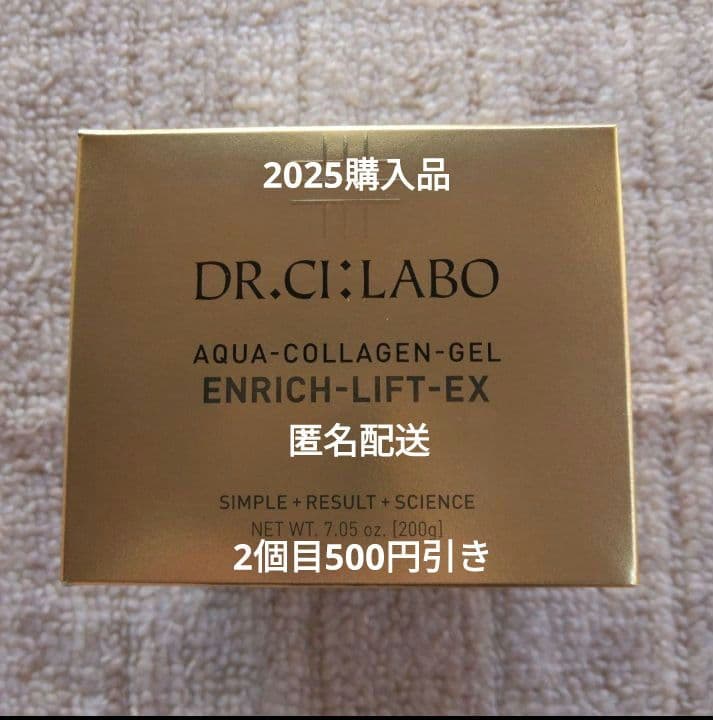 2025購入品
DR.CI:LABO
AQUA-COLLAGEN-GEL
ENRICH-LIFT-EX
匿名配送
SIMPLE+RESULT+SCIENCE
NET WT. 7.05 oz. [200g]
2個目500円引き